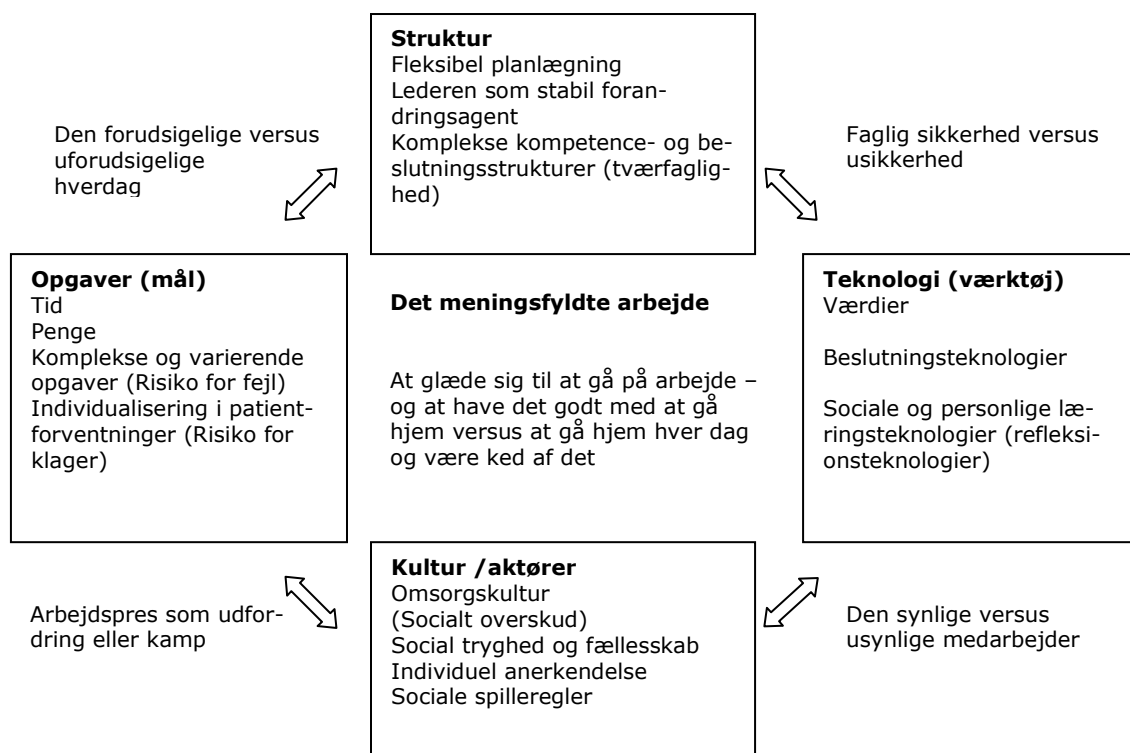 Struktur
Fleksibel planlægning
Lederen som stabil foran-
dringsagent
Komplekse kompetence- og be-
slutningsstrukturer (tværfaglig-
hed)
Den forudsigelige versus
uforudsigelige
hverdag
Faglig sikkerhed versus
usikkerhed
Opgaver (mål)
Tid
Penge
Komplekse og varierende
opgaver (Risiko for fejl)
Individualisering i patient-
forventninger (Risiko for
klager)
Det meningsfyldte arbejde
At glæde sig til at gå på arbejde –
og at have det godt med at gå
hjem versus at gå hjem hver dag
og være ked af det
Teknologi (værktøj)
Værdier
Beslutningsteknologier
Sociale og personlige læ-
ringsteknologier (refleksi-
onsteknologier)
Arbejdspres som udfor-
dring eller kamp
Kultur /aktører
Omsorgskultur
(Socialt overskud)
Social tryghed og fællesskab
Individuel anerkendelse
Sociale spilleregler
Den synlige versus
usynlige medarbejder